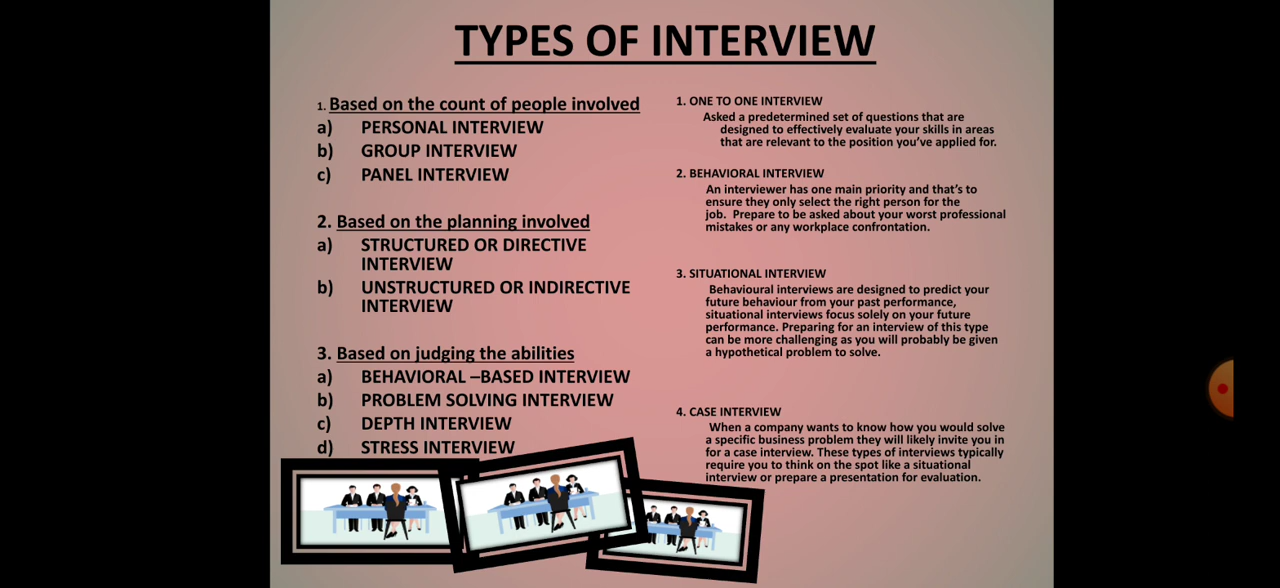 TYPES OF INTERVIEW
1. Based on the count of people involved
a) PERSONAL INTERVIEW
b) GROUP INTERVIEW
c) PANEL INTERVIEW
2. Based on the planning involved
a) STRUCTURED OR DIRECTIVE
INTERVIEW
b) UNSTRUCTURED OR INDIRECTIVE
INTERVIEW
3. Based on judging the abilities
a) BEHAVIORAL –BASED INTERVIEW
b) PROBLEM SOLVING INTERVIEW
c) DEPTH INTERVIEW
d) STRESS INTERVIEW
1. ONE TO ONE INTERVIEW
Asked a predetermined set of questions that are
designed to effectively evaluate your skills in areas
that are relevant to the position you’ve applied for.
2. BEHAVIORAL INTERVIEW
An interviewer has one main priority and that’s to
ensure they only select the right person for the
job. Prepare to be asked about your worst professional
mistakes or any workplace confrontation.
3. SITUATIONAL INTERVIEW
Behavioural interviews are designed to predict your
future behaviour from your past performance,
situational interviews focus solely on your future
performance. Preparing for an interview of this type
can be more challenging as you will probably be given
a hypothetical problem to solve.
4. CASE INTERVIEW
When a company wants to know how you would solve
a specific business problem they will likely invite you in
for a case interview. These types of interviews typically
require you to think on the spot like a situational
interview or prepare a presentation for evaluation.